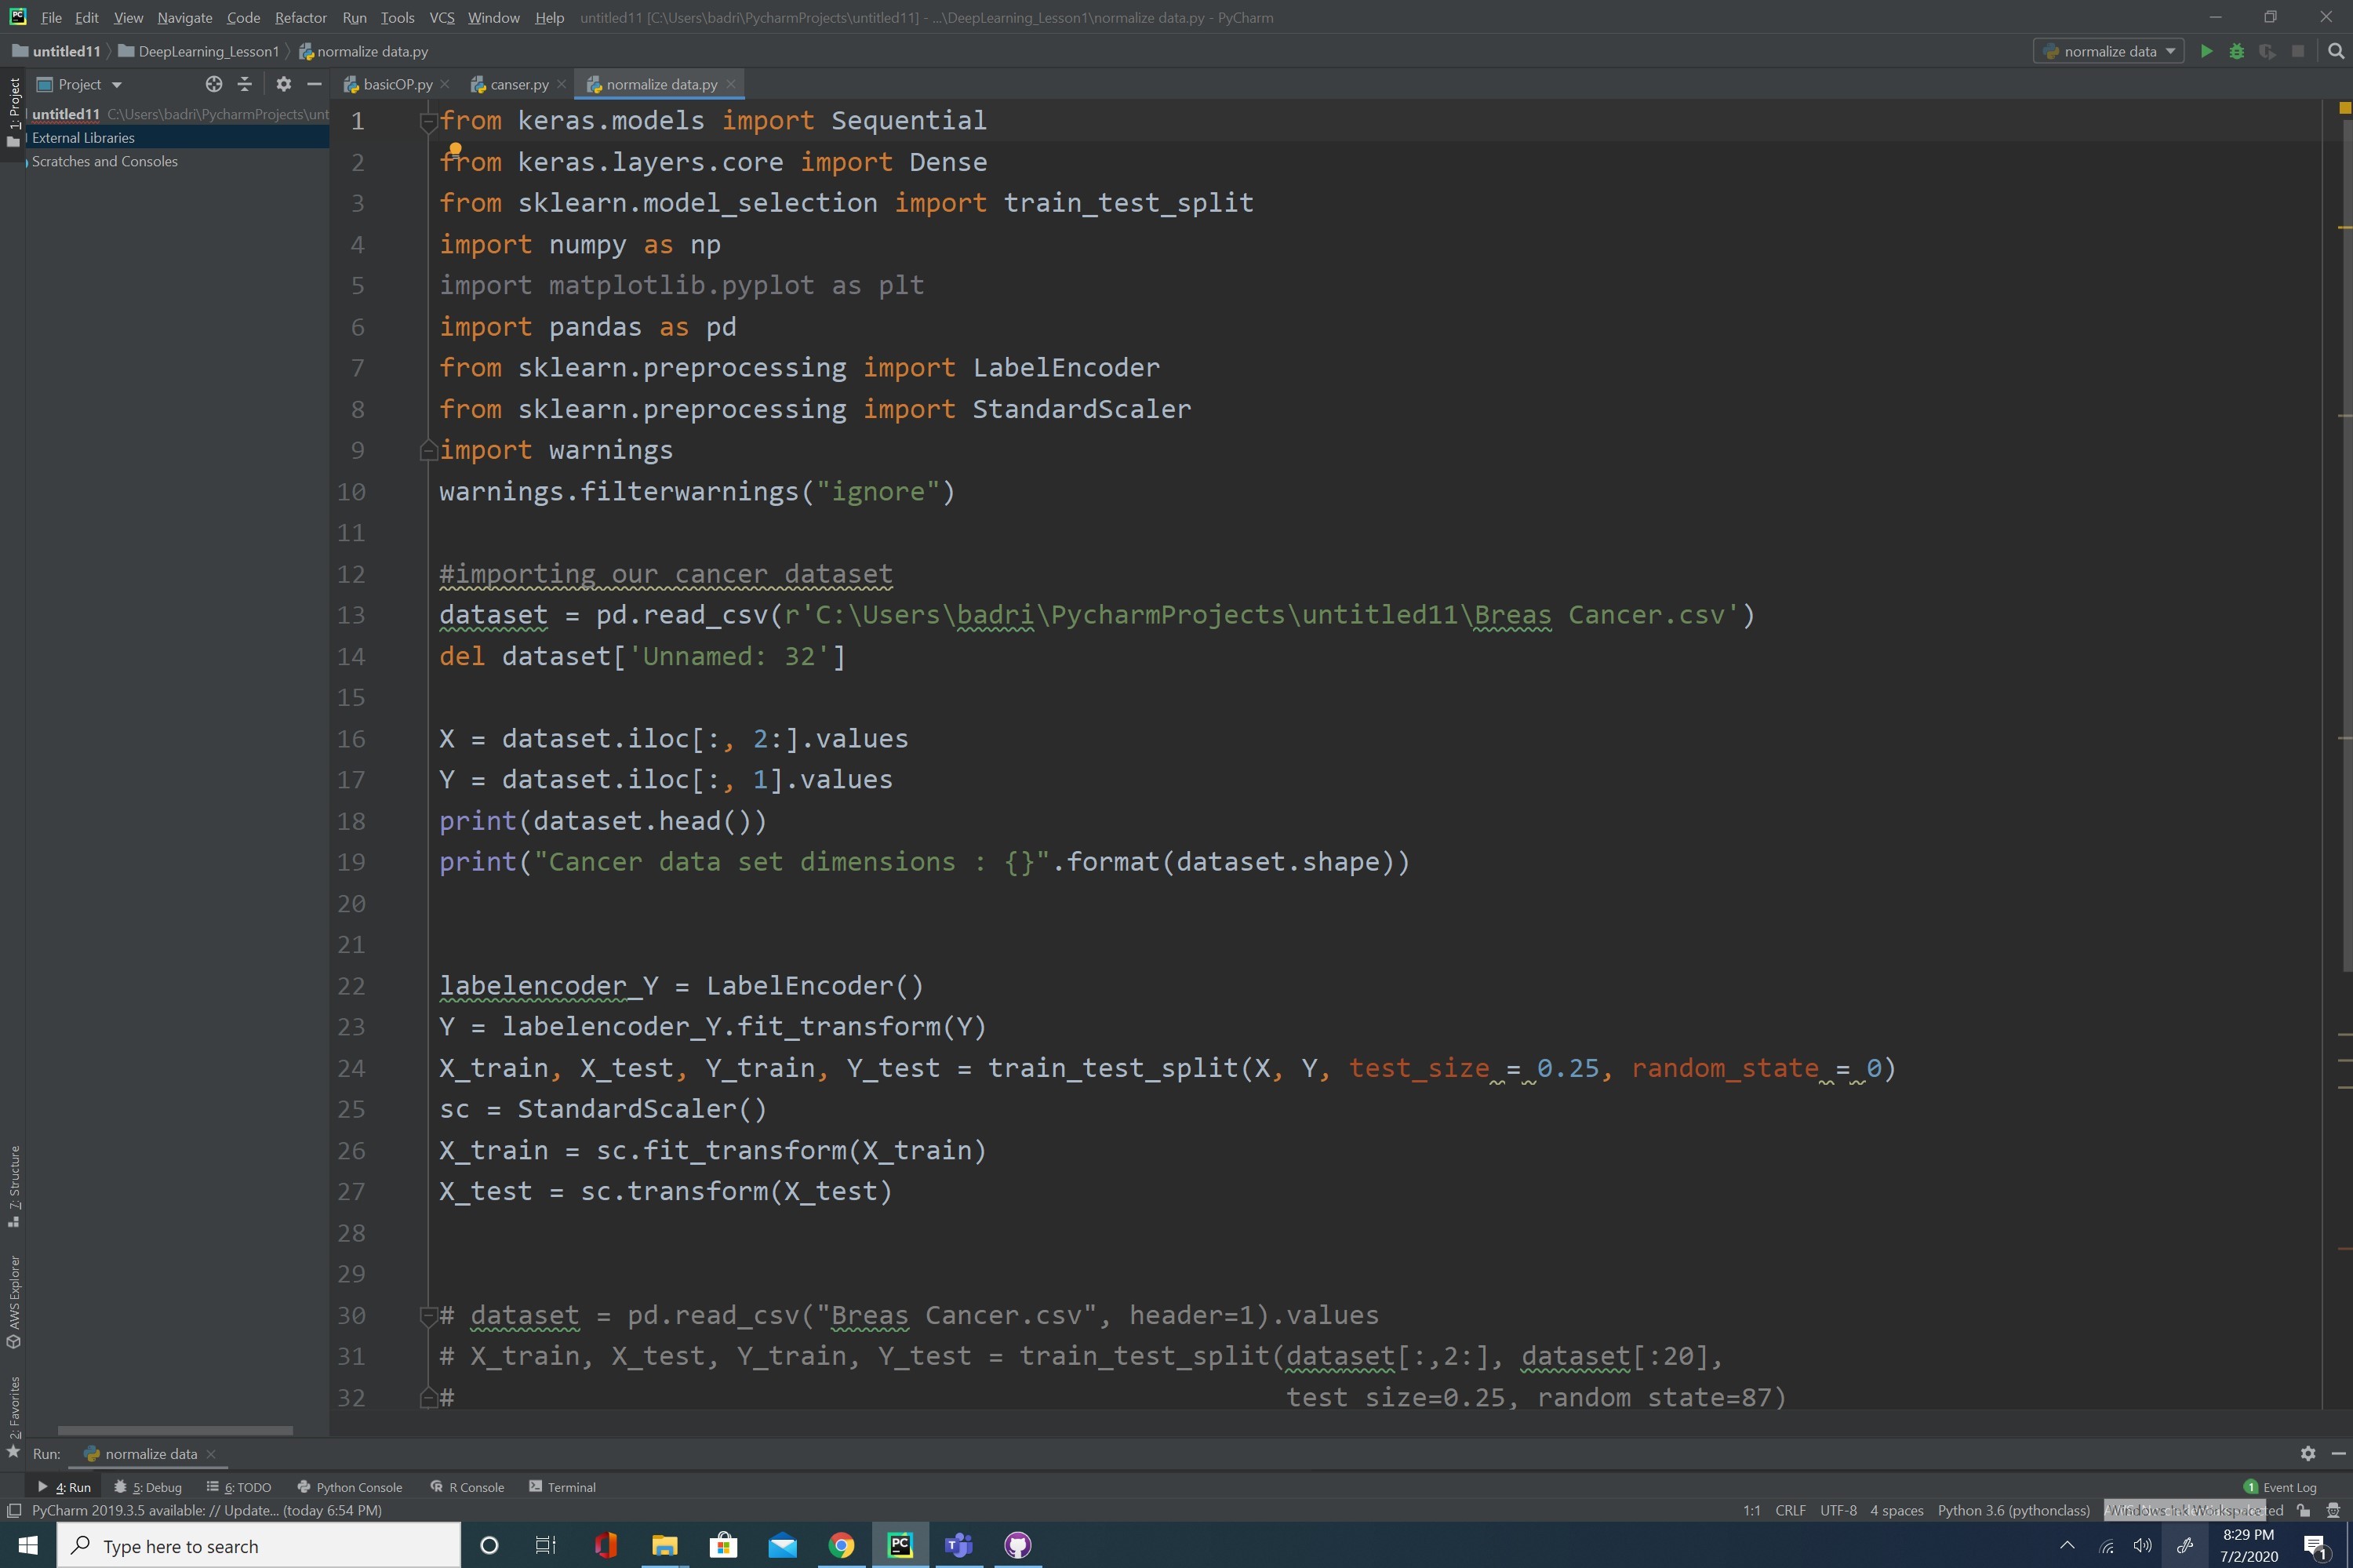 File Edit View Navigate Code Refactor Run Tools VCS Window Help untitled11 [C:\Users\badri\PycharmProjects\untitled11] - ...\DeepLearning_Lesson1\normalize data.py - PyCharm
untitled11 DeepLearning_Lesson1 normalize data.py normalize data
Project basicOP.py canser.py normalize data.py
1: Project
untitled11 C:\Users\badri\PycharmProjects\unt
External Libraries
Scratches and Consoles
1 from keras.models import Sequential
2 from keras.layers.core import Dense
3 from sklearn.model_selection import train_test_split
4 import numpy as np
5 import matplotlib.pyplot as plt
6 import pandas as pd
7 from sklearn.preprocessing import LabelEncoder
8 from sklearn.preprocessing import StandardScaler
9 import warnings
10 warnings.filterwarnings("ignore")
11
12 #importing our cancer dataset
13 dataset = pd.read_csv(r'C:\Users\badri\PycharmProjects\untitled11\Breas Cancer.csv')
14 del dataset['Unnamed: 32']
15
16 X = dataset.iloc[:, 2:].values
17 Y = dataset.iloc[:, 1].values
18 print(dataset.head())
19 print("Cancer data set dimensions : {}".format(dataset.shape))
20
21
22 labelencoder_Y = LabelEncoder()
23 Y = labelencoder_Y.fit_transform(Y)
24 X_train, X_test, Y_train, Y_test = train_test_split(X, Y, test_size = 0.25, random_state = 0)
25 sc = StandardScaler()
26 X_train = sc.fit_transform(X_train)
27 X_test = sc.transform(X_test)
28
29
30 # dataset = pd.read_csv("Breas Cancer.csv", header=1).values
31 # X_train, X_test, Y_train, Y_test = train_test_split(dataset[:,2:], dataset[:20],
32 # test_size=0.25, random_state=87)
7: Structure
AWS Explorer
2: Favorites
Run: normalize data
4: Run 5: Debug 6: TODO Python Console R Console Terminal 1 Event Log
PyCharm 2019.3.5 available: // Update... (today 6:54 PM) 1:1 CRLF UTF-8 4 spaces Python 3.6 (pythonclass)
Type here to search
8:29 PM
7/2/2020
1